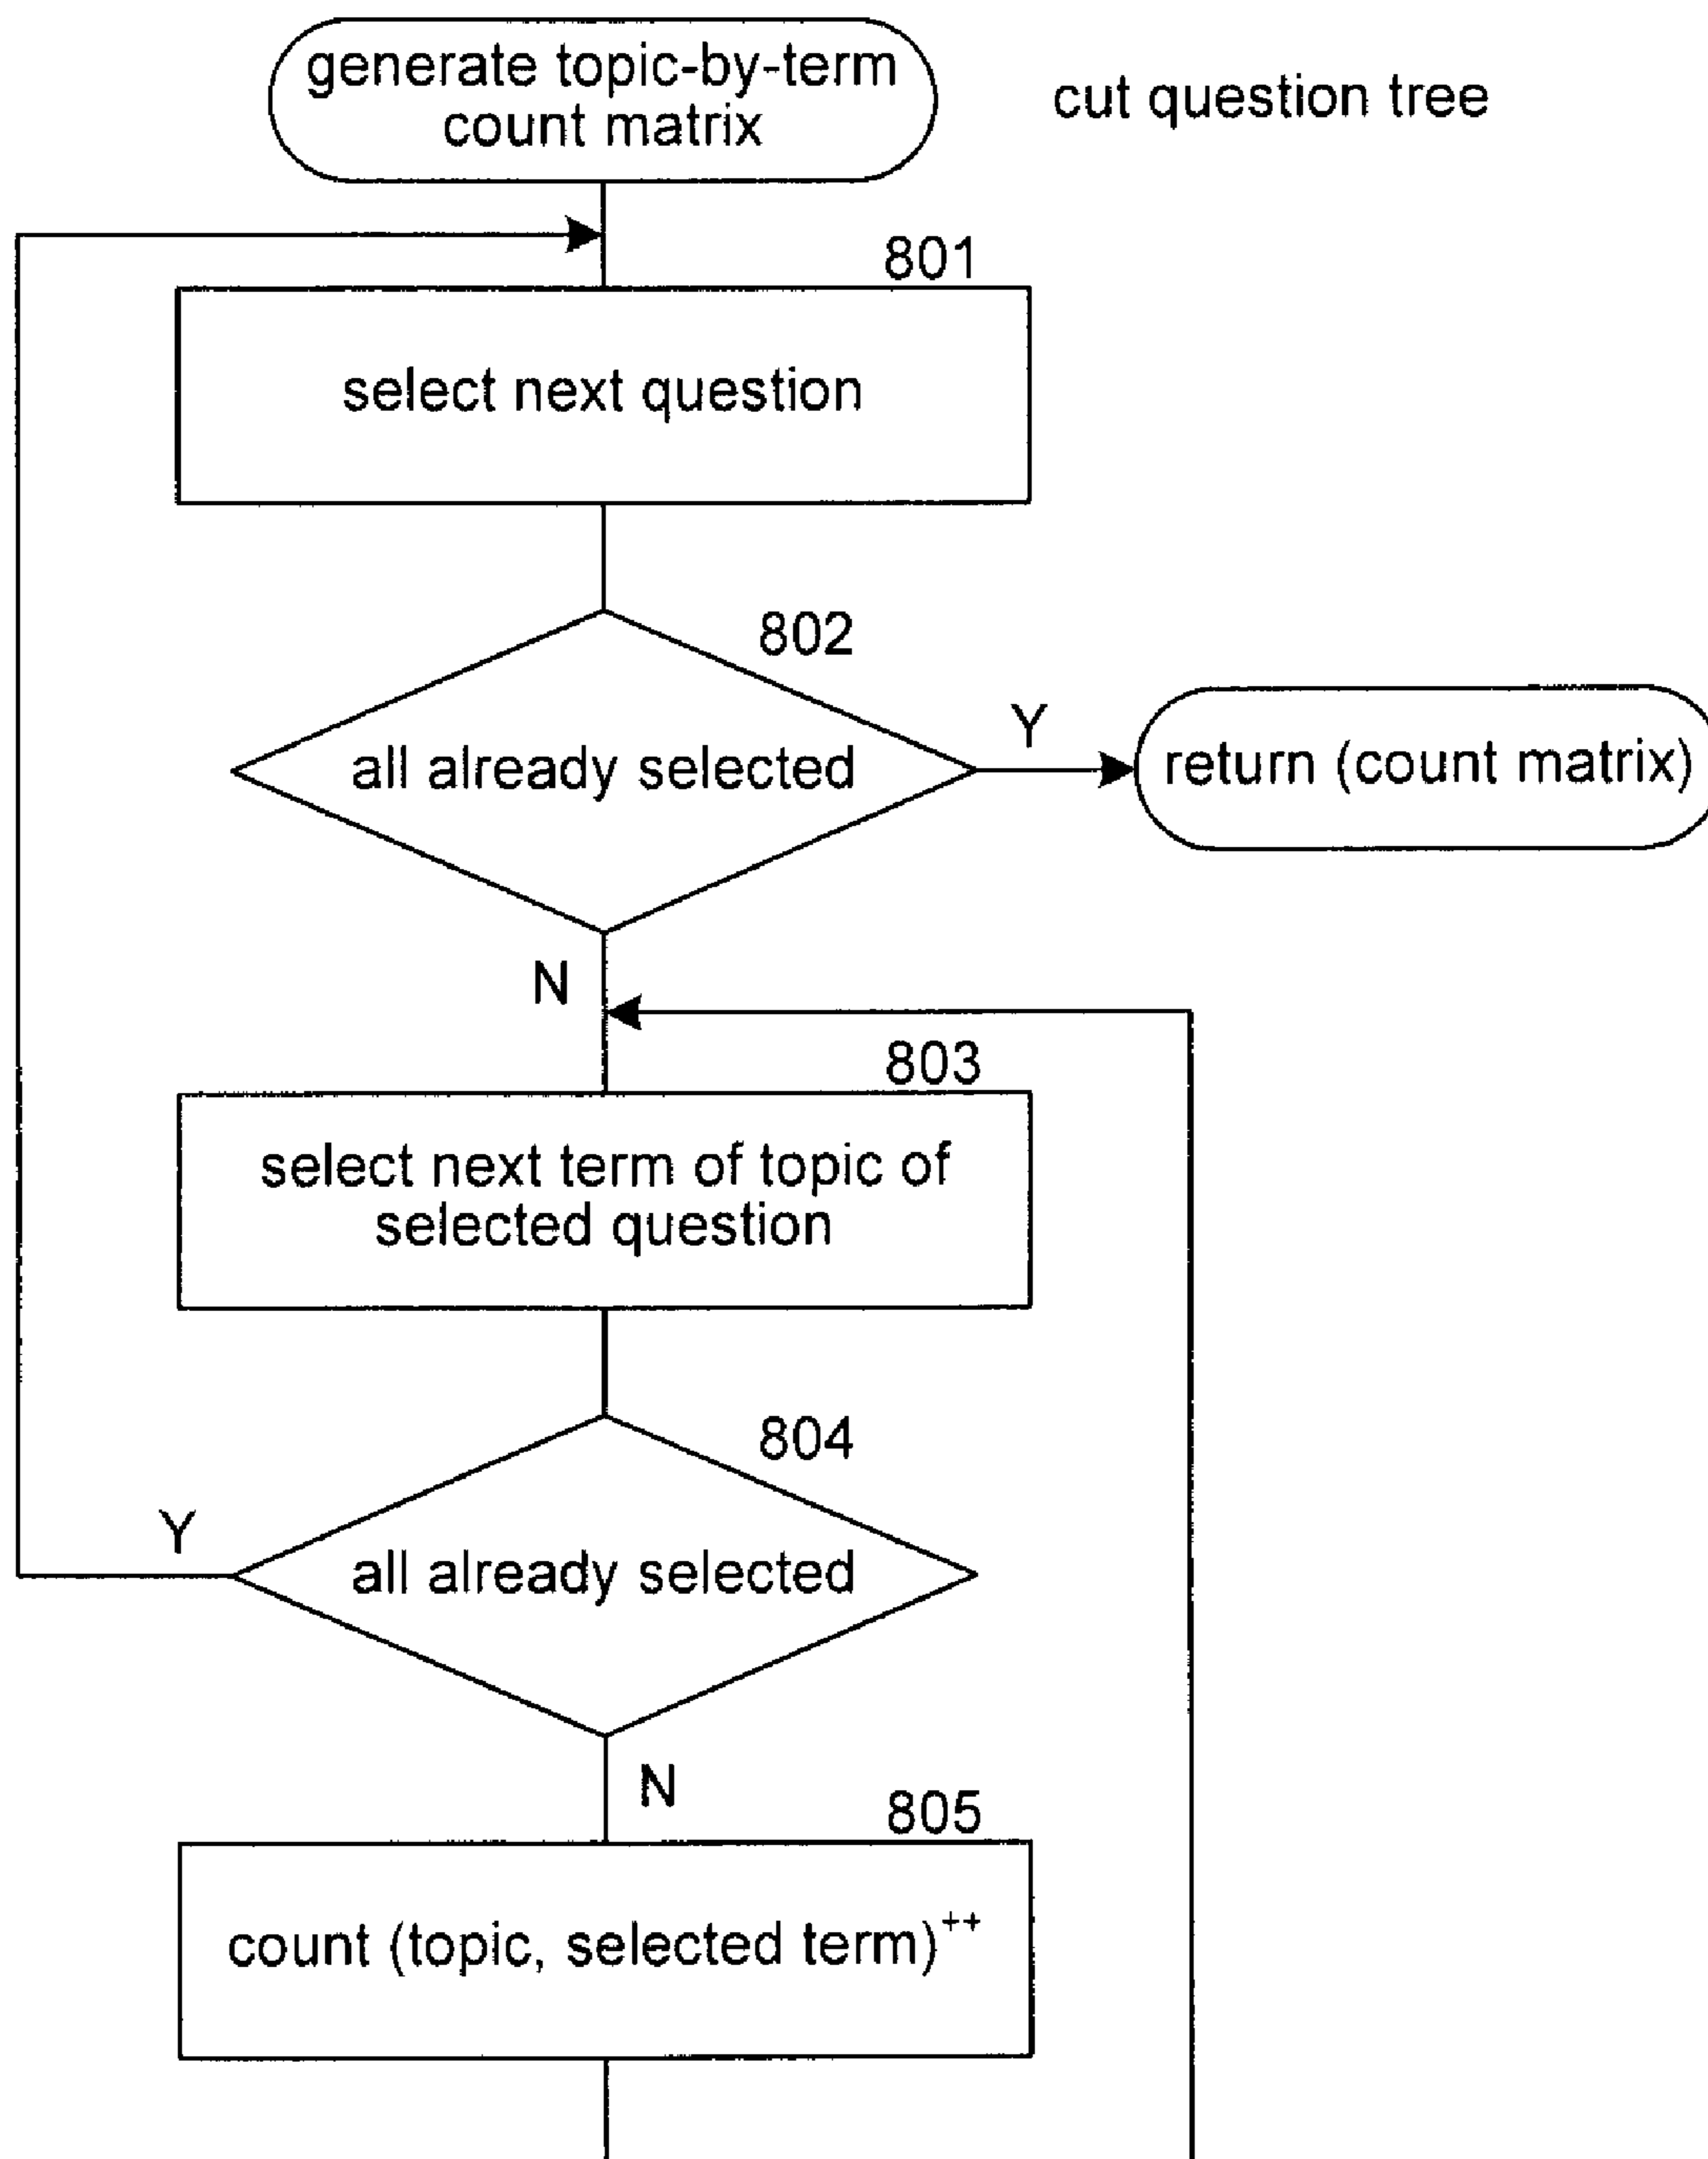 generate topic-by-term
count matrix
cut question tree
801
select next question
802
all already selected
Y
return (count matrix)
N
803
select next term of topic of
selected question
804
all already selected
Y
N
805
count (topic, selected term)++